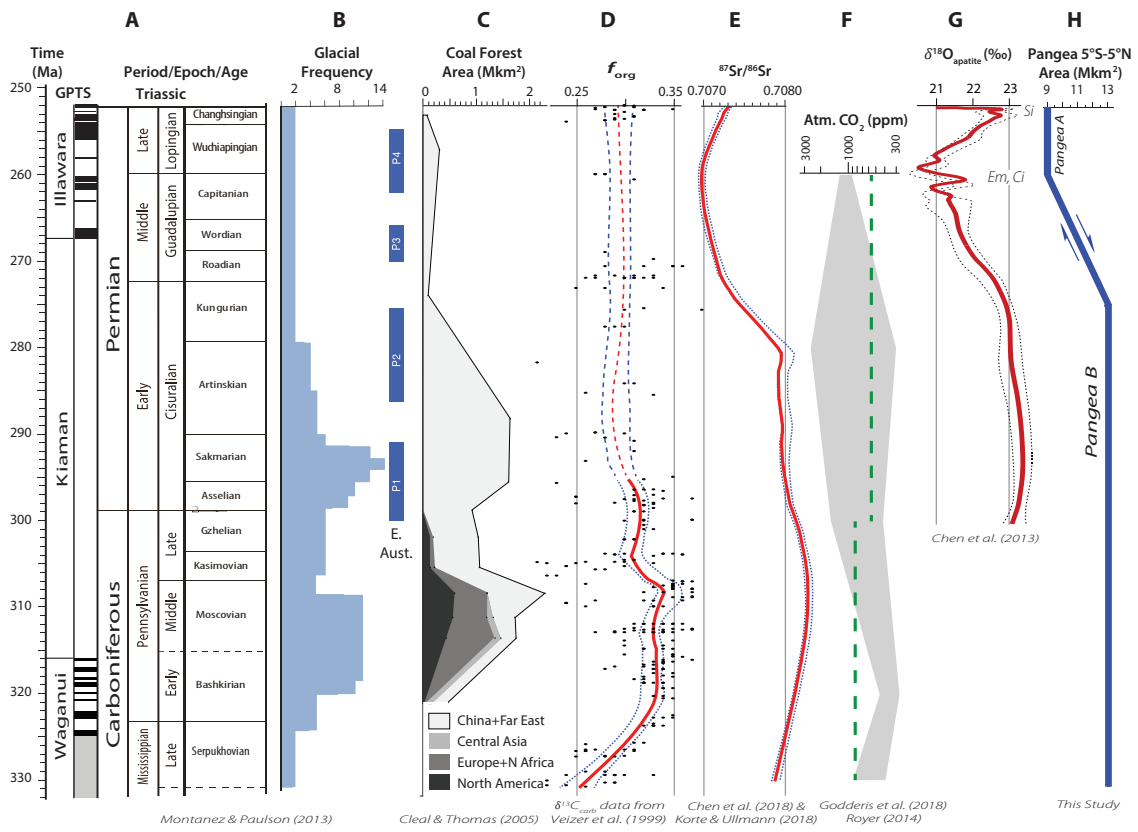 A B C D E F G H
Time
(Ma)
GPTS
Period/Epoch/Age
Triassic
Glacial
Frequency
2 8 14
Coal Forest
Area (Mkm²)
0 1 2
f org
0.25 0.35
⁸⁷Sr/⁸⁶Sr
0.7070 0.7080
Atm. CO₂ (ppm)
3000 1000 300
δ¹⁸O apatite (‰)
21 22 23
Pangea 5°S-5°N
Area (Mkm²)
9 11 13
250
260
270
280
290
300
310
320
330
Illawara
Kiaman
Waganui
Permian
Carboniferous
Late
Middle
Early
Pennsylvanian
Mississippian
Late
Middle
Early
Late
Lopingian
Guadalupian
Cisuralian
Changhsingian
Wuchiapingian
Capitanian
Wordian
Roadian
Kungurian
Artinskian
Sakmarian
Asselian
Gzhelian
Kasimovian
Moscovian
Bashkirian
Serpukhovian
P4
P3
P2
P1
E.
Aust.
China+Far East
Central Asia
Europe+N Africa
North America
Si
Em, Ci
Chen et al. (2013)
Pangea A
Pangea B
Montanez & Paulson (2013)
Cleal & Thomas (2005)
δ¹³C carb data from
Veizer et al. (1999)
Chen et al. (2018) &
Korte & Ullmann (2018)
Godderis et al. (2018)
Royer (2014)
This Study